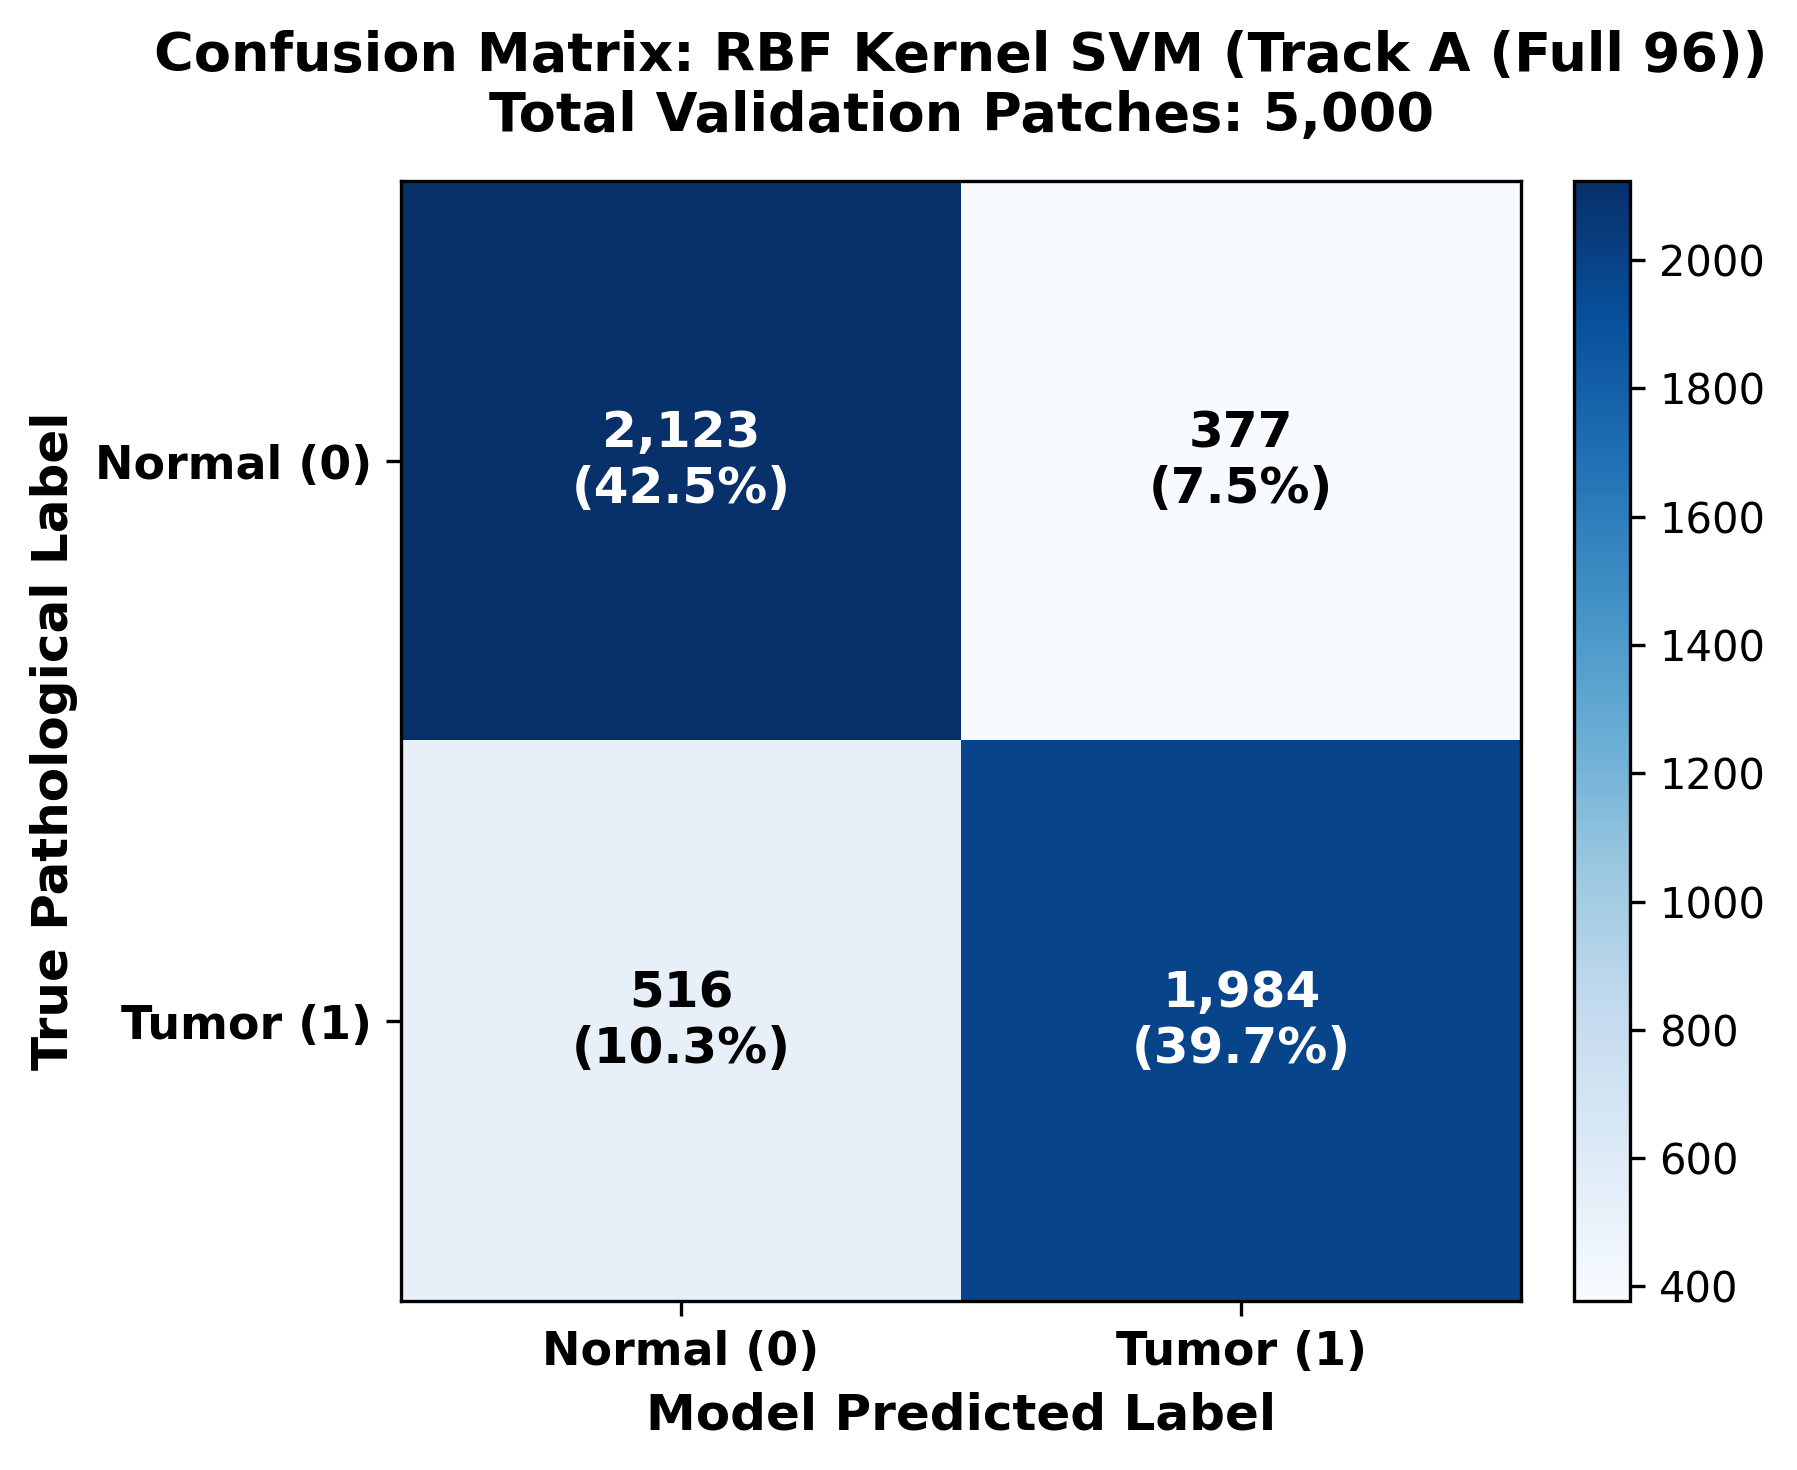 Confusion Matrix: RBF Kernel SVM (Track A (Full 96))
Total Validation Patches: 5,000
True Pathological Label
Normal (0)
2,123
(42.5%)
377
(7.5%)
Tumor (1)
516
(10.3%)
1,984
(39.7%)
Normal (0)
Tumor (1)
Model Predicted Label
2000
1800
1600
1400
1200
1000
800
600
400